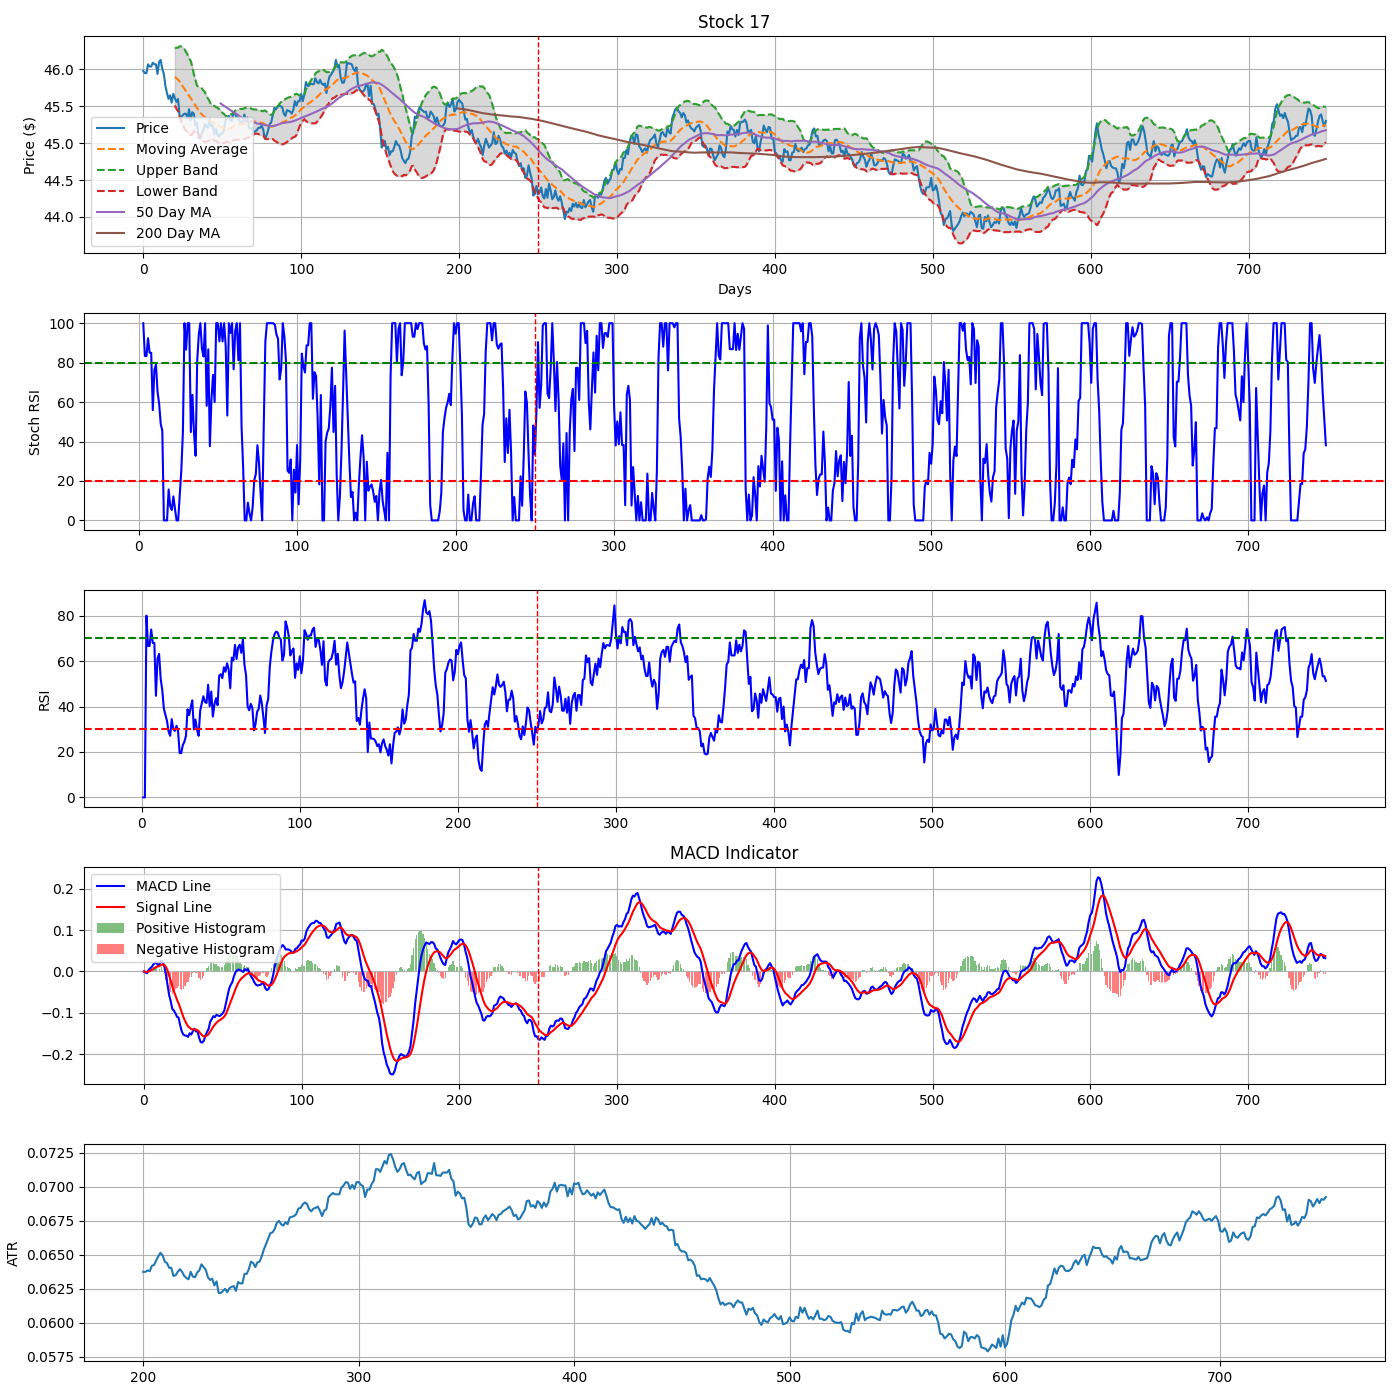 Stock 17
Price ($)
46.0
45.5
45.0
44.5
44.0
Price
Moving Average
Upper Band
Lower Band
50 Day MA
200 Day MA
0 100 200 300 400 500 600 700
Days
Stoch RSI
100
80
60
40
20
0
0 100 200 300 400 500 600 700
RSI
80
60
40
20
0
0 100 200 300 400 500 600 700
MACD Indicator
0.2
0.1
0.0
−0.1
−0.2
MACD Line
Signal Line
Positive Histogram
Negative Histogram
0 100 200 300 400 500 600 700
ATR
0.0725
0.0700
0.0675
0.0650
0.0625
0.0600
0.0575
200 300 400 500 600 700